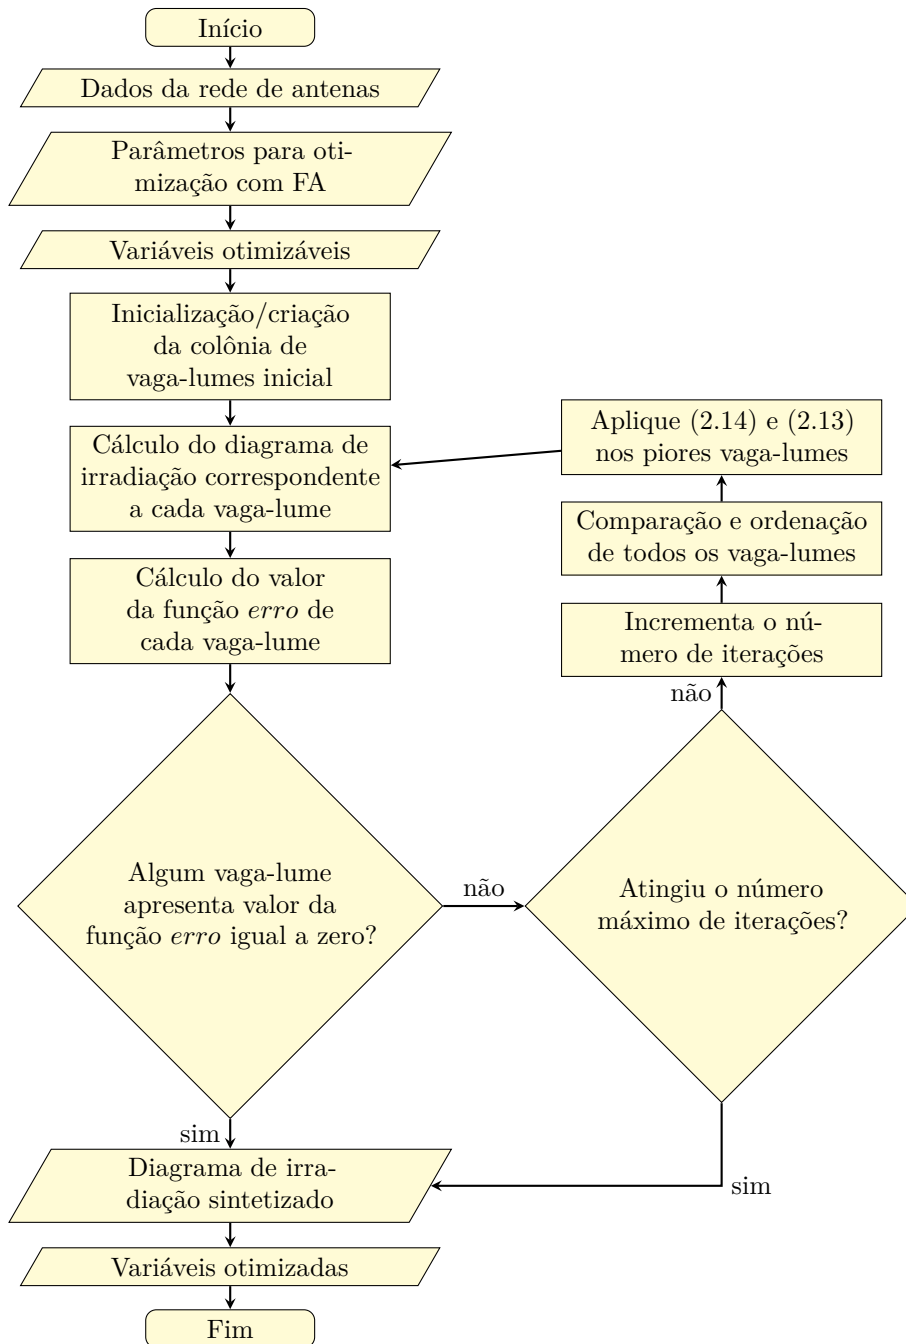 Início
Dados da rede de antenas
Parâmetros para oti-
mização com FA
Variáveis otimizáveis
Inicialização/criação
da colônia de
vaga-lumes inicial
Cálculo do diagrama de
irradiação correspondente
a cada vaga-lume
Cálculo do valor
da função erro de
cada vaga-lume
Algum vaga-lume
apresenta valor da
função erro igual a zero?
não
Atingiu o número
máximo de iterações?
não
Incrementa o nú-
mero de iterações
Comparação e ordenação
de todos os vaga-lumes
Aplique (2.14) e (2.13)
nos piores vaga-lumes
sim
sim
Diagrama de irra-
diação sintetizado
Variáveis otimizadas
Fim